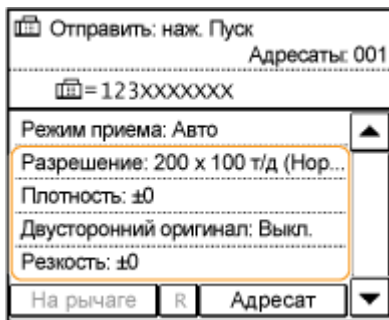 Отправить: наж. Пуск
Адресаты: 001
=123XXXXXXX
Режим приема: Авто
Разрешение: 200 x 100 т/д (Нор...
Плотность: ±0
Двусторонний оригинал: Выкл.
Резкость: ±0
На рычаге R Адресат